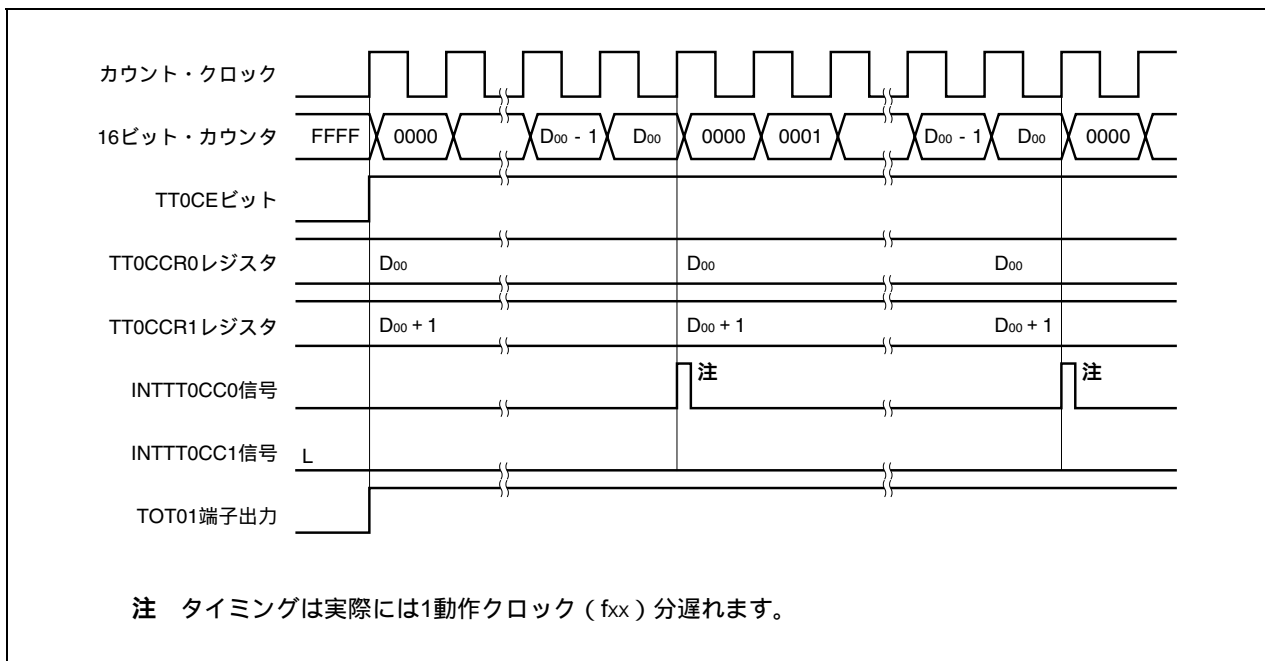 カウント・クロック
16ビット・カウンタ FFFF 0000 D00 - 1 D00 0000 0001 D00 - 1 D00 0000
TT0CEビット
TT0CCR0レジスタ D00 D00 D00
TT0CCR1レジスタ D00 + 1 D00 + 1 D00 + 1
INTTT0CC0信号 注 注
INTTT0CC1信号 L
TOT01端子出力
注 タイミングは実際には1動作クロック（fxx）分遅れます。